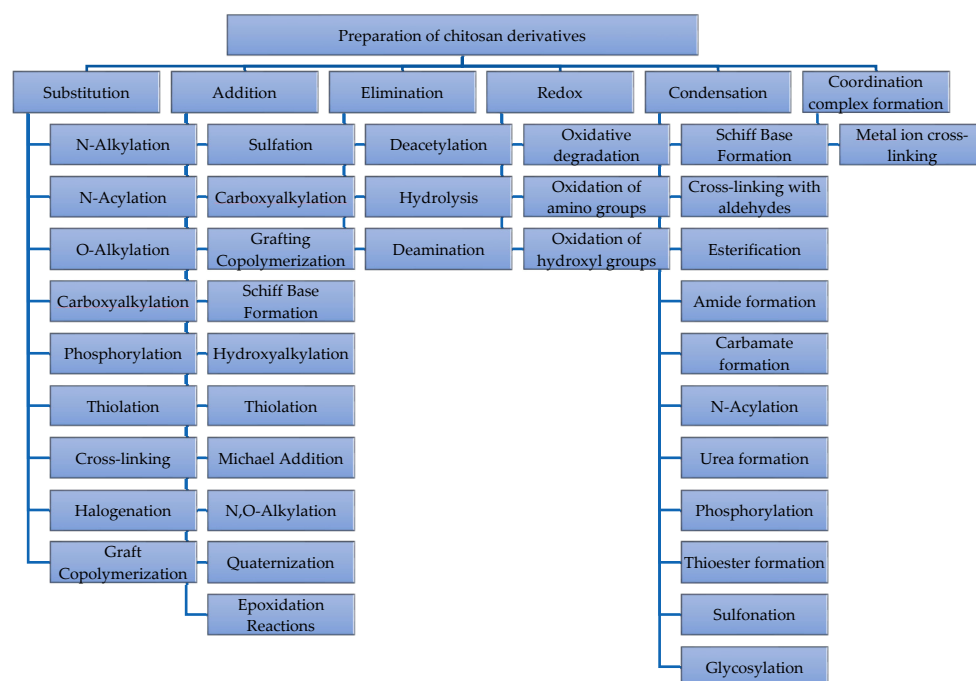 Preparation of chitosan derivatives
Substitution
Addition
Elimination
Redox
Condensation
Coordination
complex formation
N-Alkylation
N-Acylation
O-Alkylation
Carboxyalkylation
Phosphorylation
Thiolation
Cross-linking
Halogenation
Graft
Copolymerization
Sulfation
Carboxyalkylation
Grafting
Copolymerization
Schiff Base
Formation
Hydroxyalkylation
Thiolation
Michael Addition
N,O-Alkylation
Quaternization
Epoxidation
Reactions
Deacetylation
Hydrolysis
Deamination
Oxidative
degradation
Oxidation of
amino groups
Oxidation of
hydroxyl groups
Schiff Base
Formation
Cross-linking with
aldehydes
Esterification
Amide formation
Carbamate
formation
N-Acylation
Urea formation
Phosphorylation
Thioester formation
Sulfonation
Glycosylation
Metal ion cross-
linking